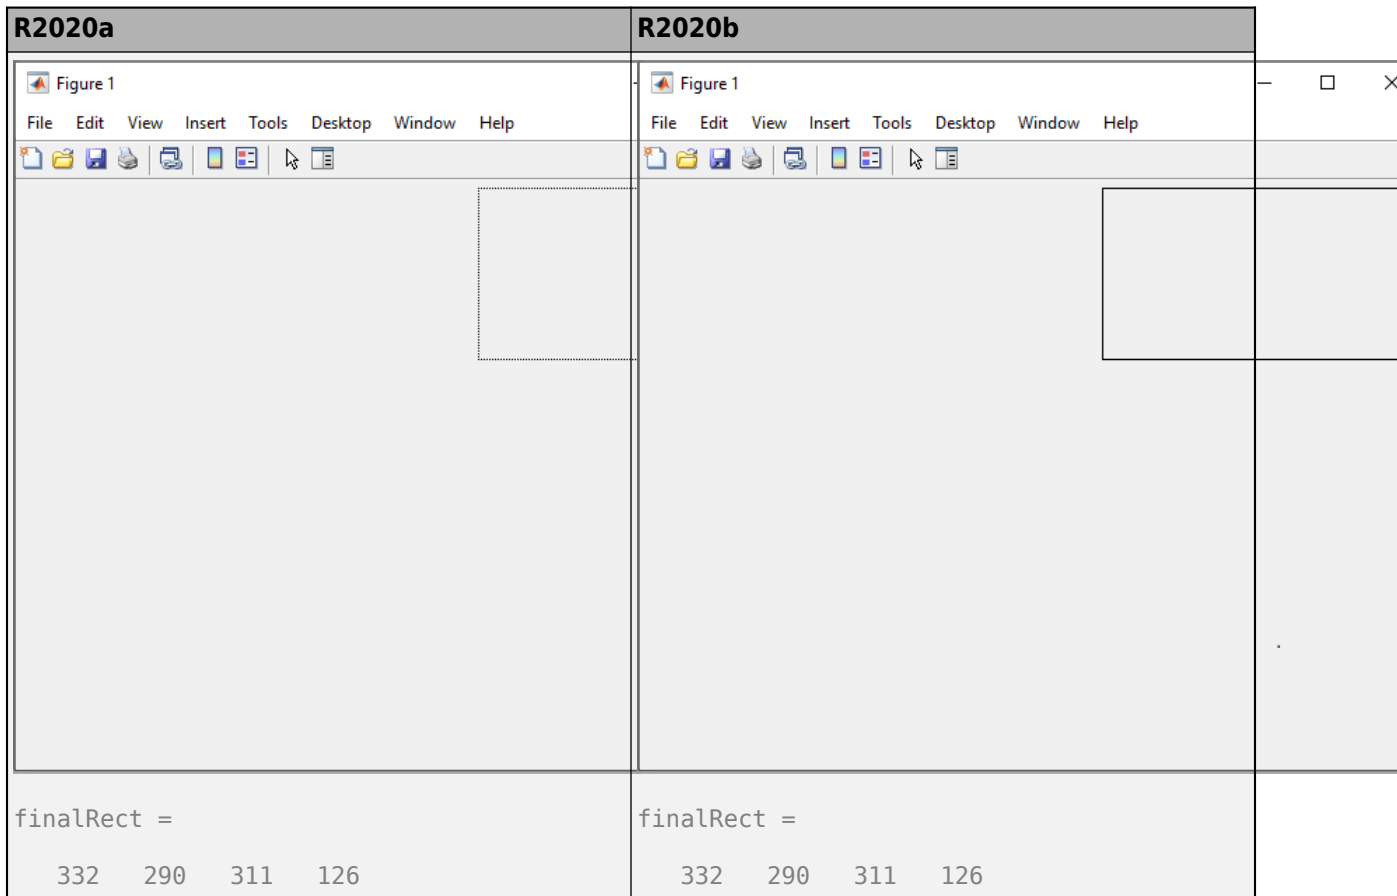 R2020a R2020b
Figure 1 Figure 1
File Edit View Insert Tools Desktop Window Help File Edit View Insert Tools Desktop Window Help
finalRect = finalRect =
332 290 311 126 332 290 311 126